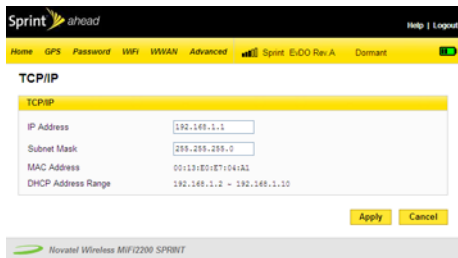 Sprint ahead
Help | Logout
Home GPS Password WiFi WWAN Advanced Sprint EvDO Rev.A Dormant
TCP/IP
TCP/IP
IP Address 192.168.1.1
Subnet Mask 255.255.255.0
MAC Address 00:13:E0:E7:04:A1
DHCP Address Range 192.168.1.2 - 192.168.1.10
Apply Cancel
Novatel Wireless MiFi2200 SPRINT